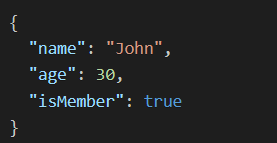 {
  "name": "John",
  "age": 30,
  "isMember": true
}